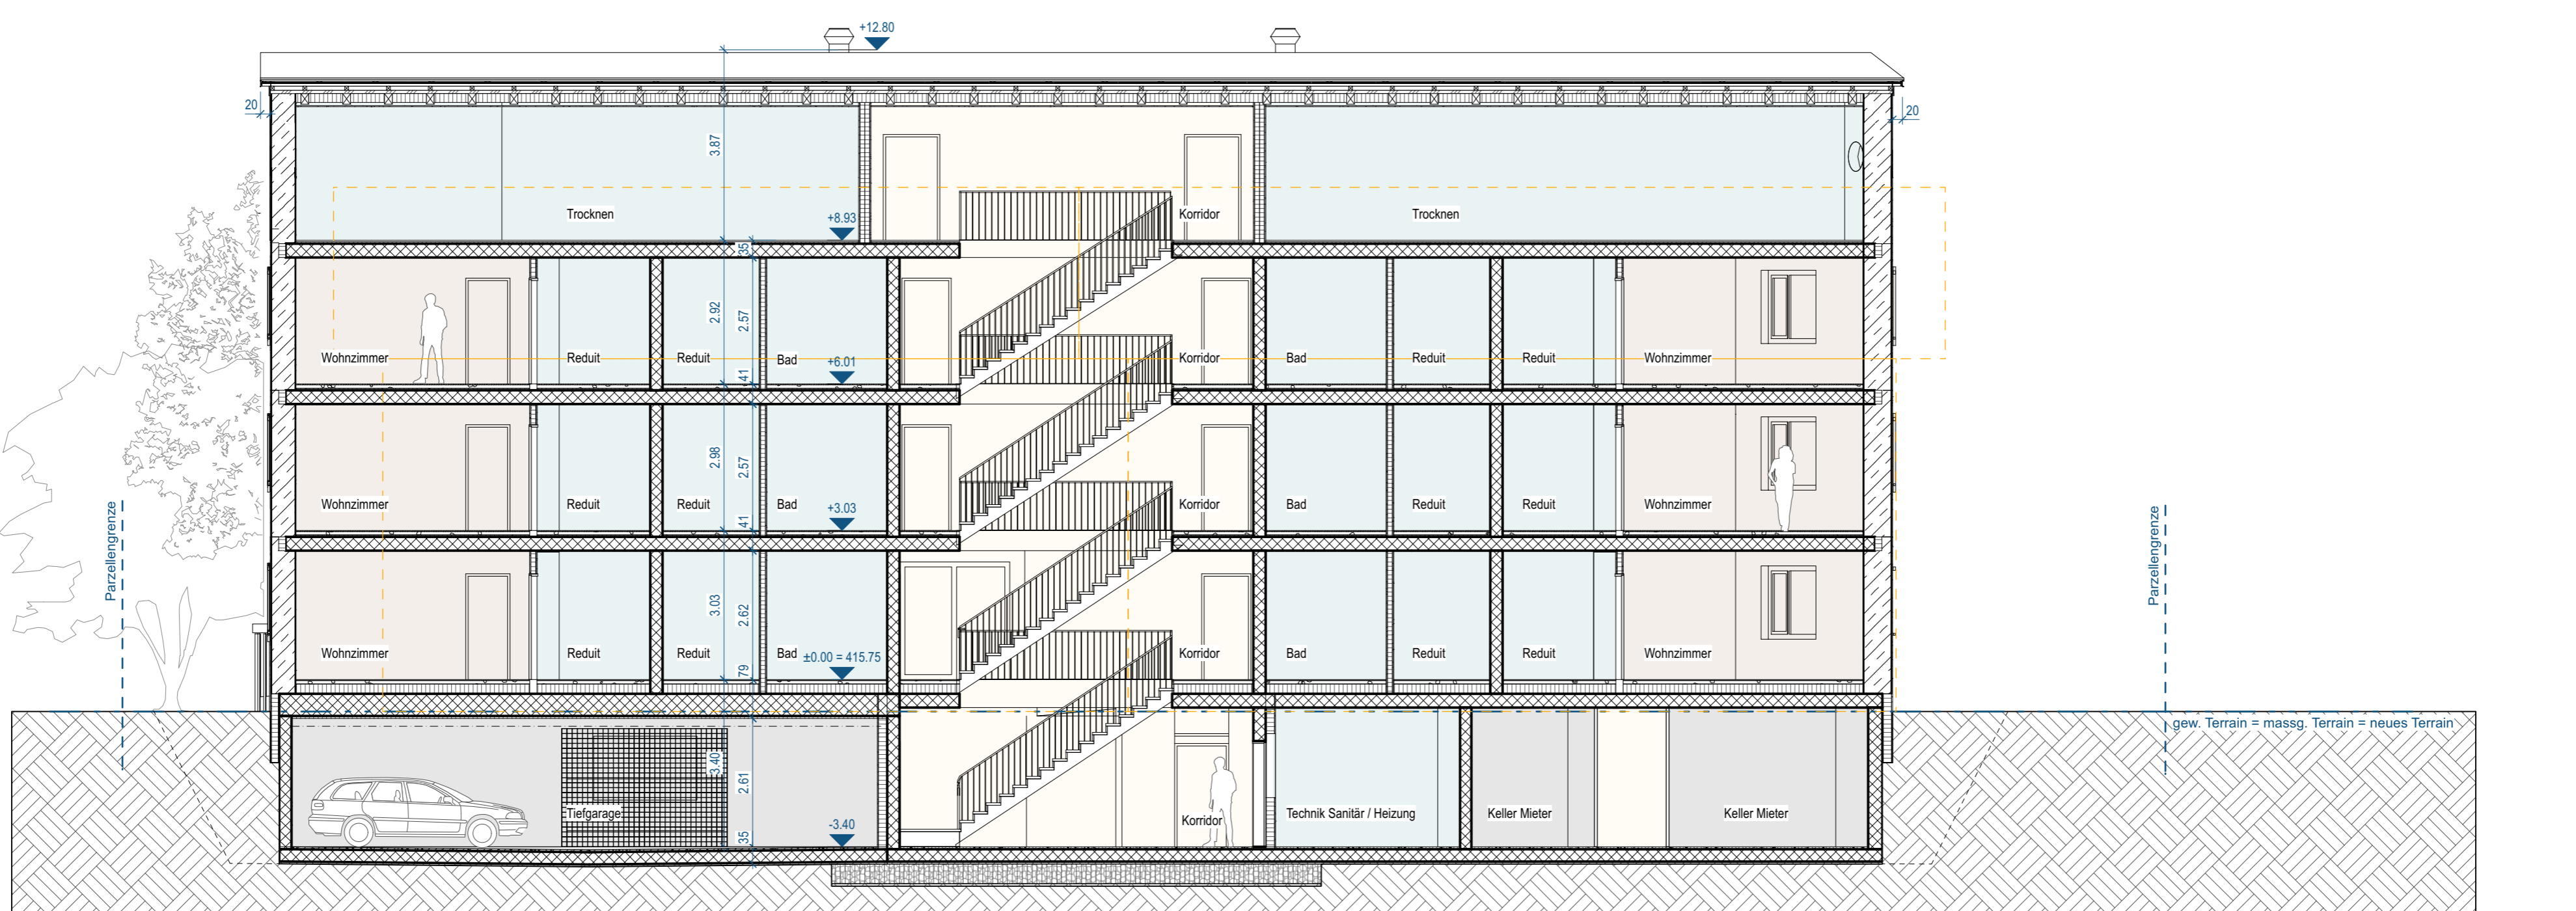 +12.80
20
20
3.87
Trocknen
+8.93
Korridor
Trocknen
35
2.92
2.57
Wohnzimmer
Reduit
Reduit
Bad
+6.01
Korridor
Bad
Reduit
Reduit
Wohnzimmer
41
2.98
2.57
Wohnzimmer
Reduit
Reduit
Bad
+3.03
Korridor
Bad
Reduit
Reduit
Wohnzimmer
41
Parzellengrenze
Parzellengrenze
3.03
2.62
Wohnzimmer
Reduit
Reduit
Bad
±0.00 = 415.75
Korridor
Bad
Reduit
Reduit
Wohnzimmer
79
gew. Terrain = massg. Terrain = neues Terrain
3.40
2.61
Tiefgarage
-3.40
Korridor
Technik Sanitär / Heizung
Keller Mieter
Keller Mieter
35